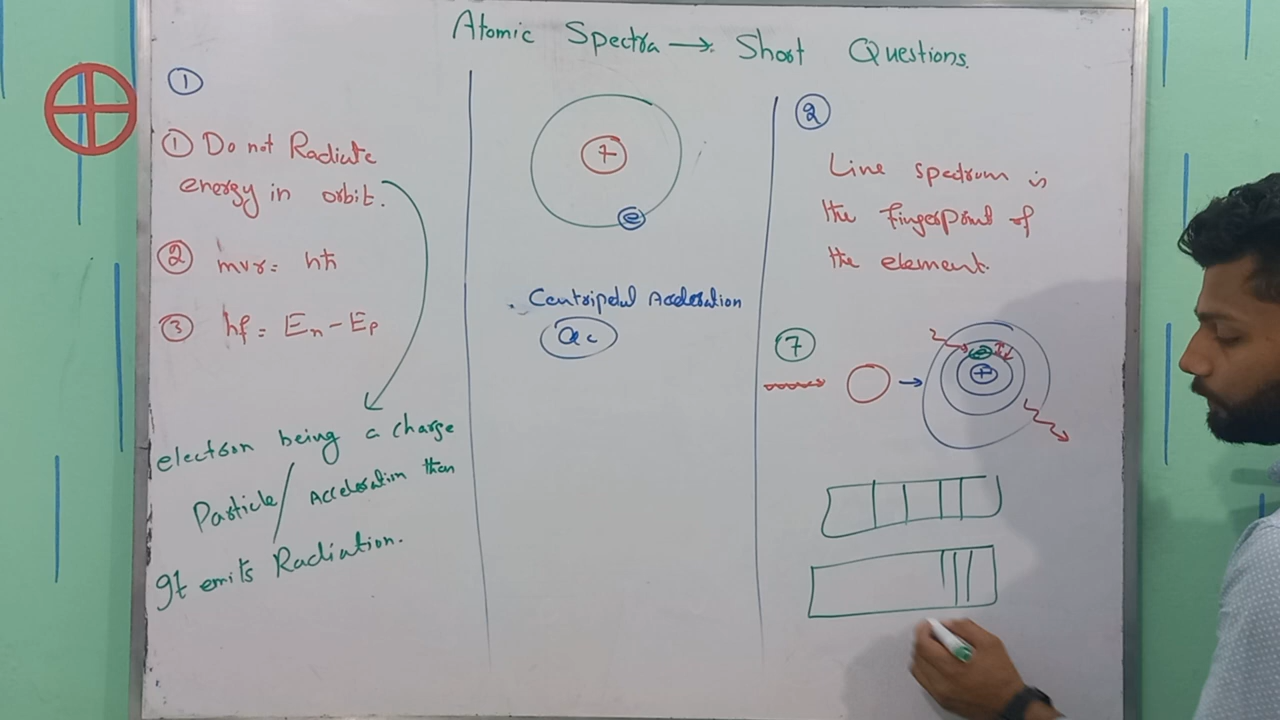 Atomic Spectra → Short Questions.
①
① Do not Radiate
energy in orbit.
② mvr = nħ
③ hf = En - Ep
electron being a charge
Particle / Acceleration than
It emits Radiation.
+
e
Centripetal Acceleration
ac
②
Line spectrum is
the fingerprint of
the element.
⑦
+